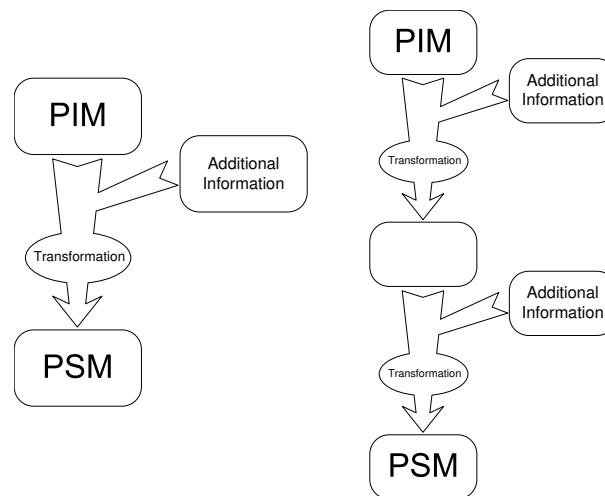 PIM
Additional
Information
Transformation
PSM
PIM
Additional
Information
Transformation
Additional
Information
Transformation
PSM